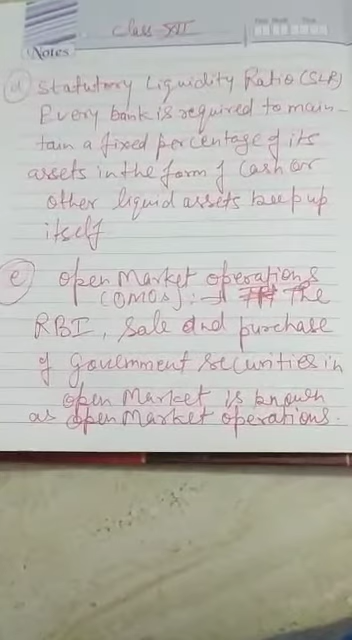 Class-XII
Notes
d Statutory Liquidity Ratio (SLR)
Every bank is required to main-
tain a fixed percentage of its
assets in the form of Cash or
other liquid assets
itself
e open Market operations
(OMOs):- The
RBI, Sale and purchase
of government securities in
open Market is known
as open Market operations.